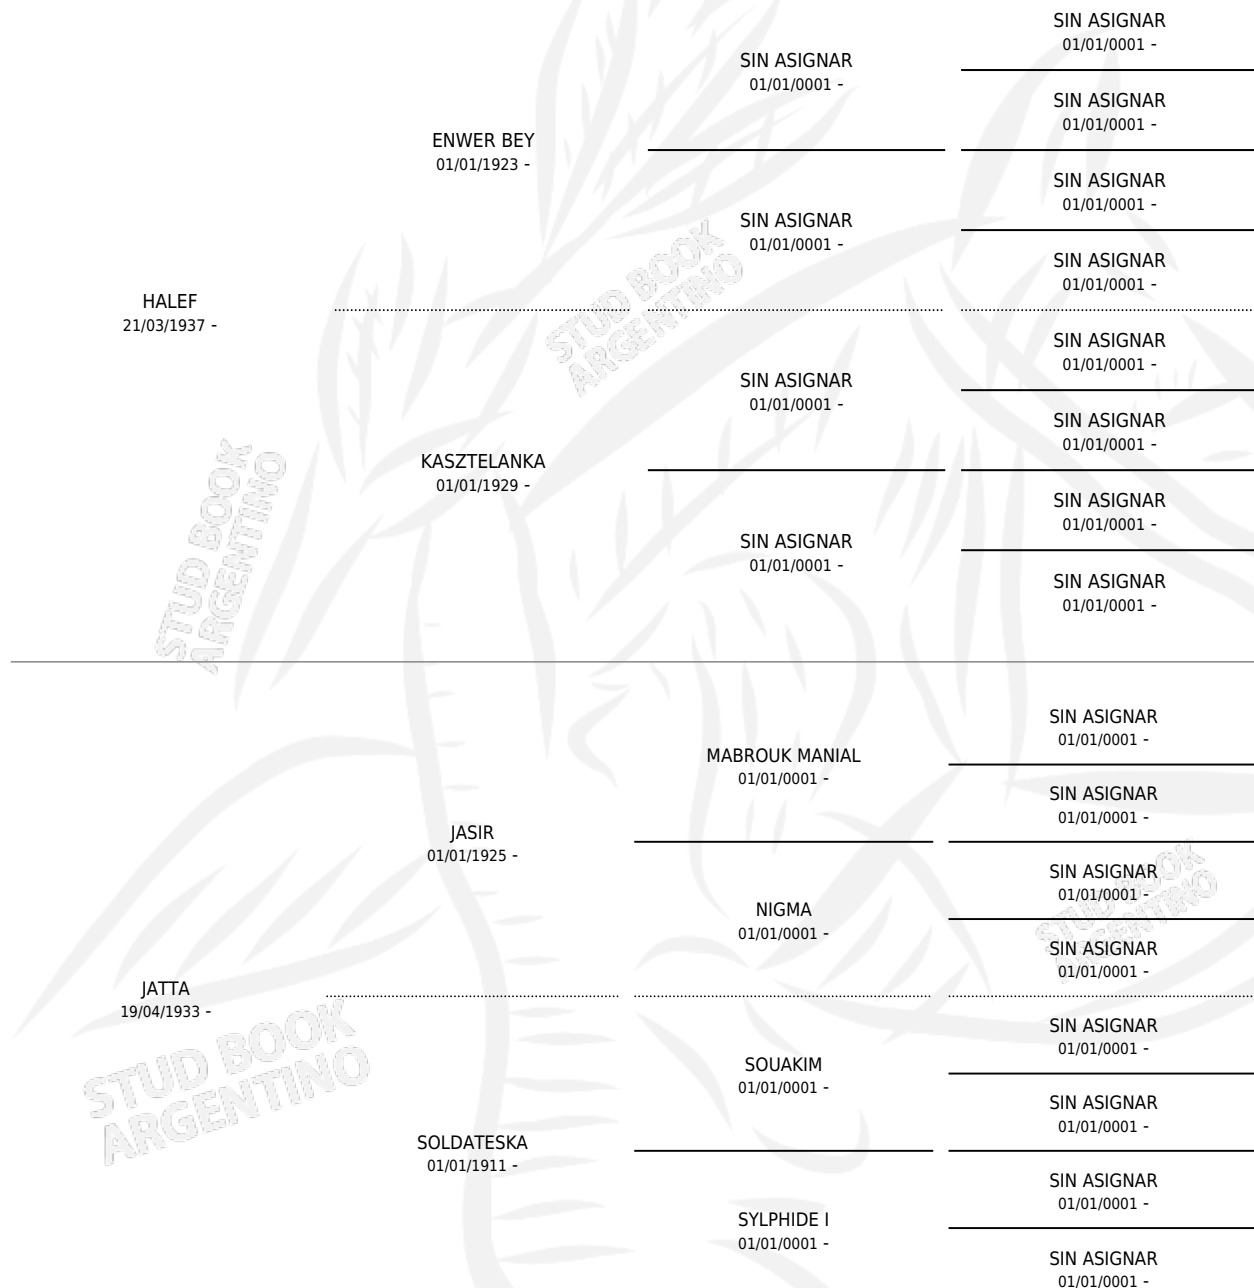 SIN ASIGNAR
01/01/0001 -
SIN ASIGNAR
01/01/0001 -
SIN ASIGNAR
01/01/0001 -
ENWER BEY
01/01/1923 -
SIN ASIGNAR
01/01/0001 -
SIN ASIGNAR
01/01/0001 -
SIN ASIGNAR
01/01/0001 -
HALEF
21/03/1937 -
STUD BOOK
ARGENTINO
SIN ASIGNAR
01/01/0001 -
SIN ASIGNAR
01/01/0001 -
SIN ASIGNAR
01/01/0001 -
KASZTELANKA
01/01/1929 -
STUD BOOK
ARGENTINO
SIN ASIGNAR
01/01/0001 -
SIN ASIGNAR
01/01/0001 -
SIN ASIGNAR
01/01/0001 -
SIN ASIGNAR
01/01/0001 -
MABROUK MANIAL
01/01/0001 -
SIN ASIGNAR
01/01/0001 -
JASIR
01/01/1925 -
SIN ASIGNAR
01/01/0001 -
NIGMA
01/01/0001 -
STUD BOOK
ARGENTINO
SIN ASIGNAR
01/01/0001 -
JATTA
19/04/1933 -
STUD BOOK
ARGENTINO
SIN ASIGNAR
01/01/0001 -
SOUAKIM
01/01/0001 -
SIN ASIGNAR
01/01/0001 -
SOLDATESKA
01/01/1911 -
SIN ASIGNAR
01/01/0001 -
SYLPHIDE I
01/01/0001 -
SIN ASIGNAR
01/01/0001 -